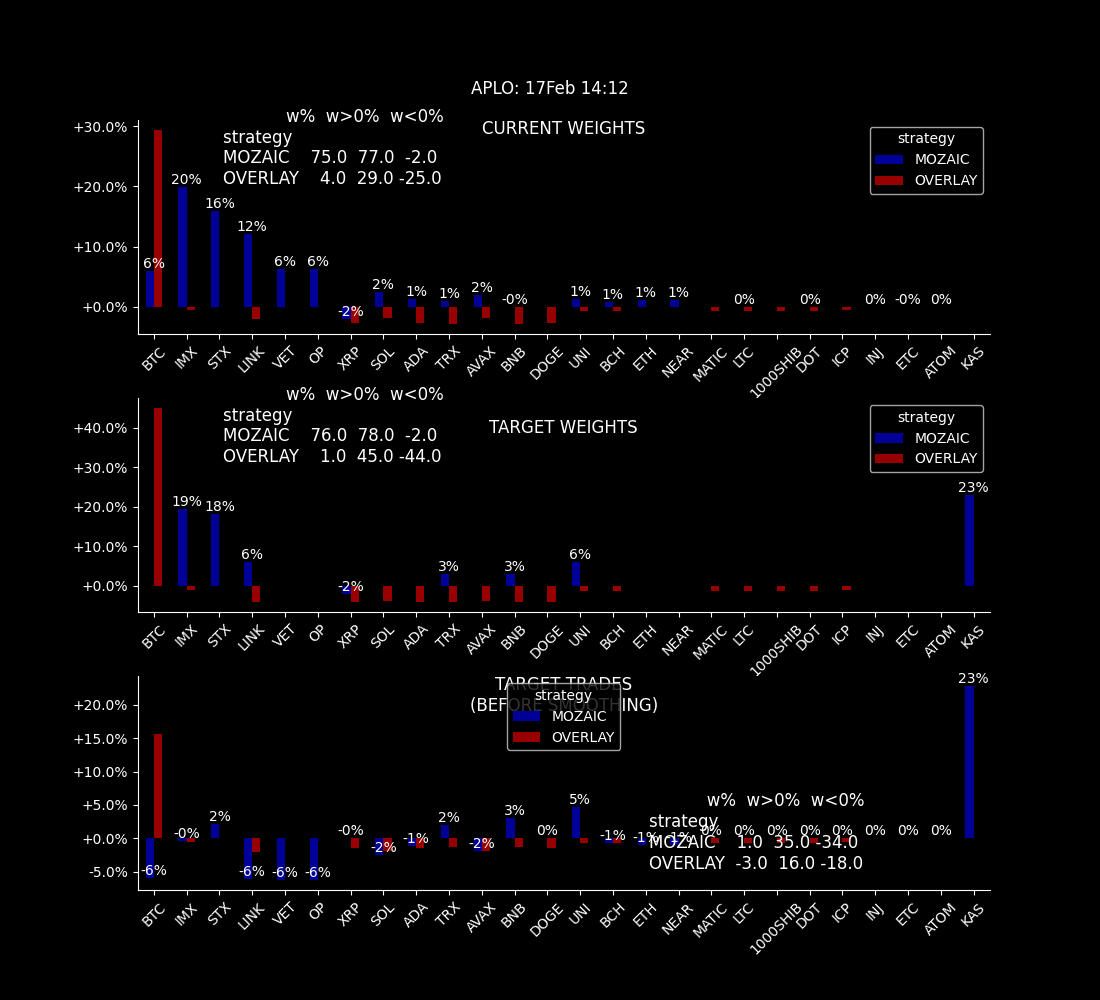 APLO: 17Feb 14:12
CURRENT WEIGHTS
w% w>0% w<0%
strategy
MOZAIC 75.0 77.0 -2.0
OVERLAY 4.0 29.0 -25.0
strategy
MOZAIC
OVERLAY
+30.0%
+20.0%
+10.0%
+0.0%
6% 20% 16% 12% 6% 6% -2% 2% 1% 1% 2% -0% 1% 1% 1% 1% 0% 0% 0% -0% 0%
BTC IMX STX LINK VET OP XRP SOL ADA TRX AVAX BNB DOGE UNI BCH ETH NEAR MATIC LTC 1000SHIB DOT ICP INJ ETC ATOM KAS
TARGET WEIGHTS
w% w>0% w<0%
strategy
MOZAIC 76.0 78.0 -2.0
OVERLAY 1.0 45.0 -44.0
strategy
MOZAIC
OVERLAY
+40.0%
+30.0%
+20.0%
+10.0%
+0.0%
19% 18% 6% -2% 3% 3% 6% 23%
BTC IMX STX LINK VET OP XRP SOL ADA TRX AVAX BNB DOGE UNI BCH ETH NEAR MATIC LTC 1000SHIB DOT ICP INJ ETC ATOM KAS
TARGET TRADES
(BEFORE SMOOTHING)
strategy
MOZAIC
OVERLAY
w% w>0% w<0%
strategy
MOZAIC 1.0 35.0 -34.0
OVERLAY -3.0 16.0 -18.0
+20.0%
+15.0%
+10.0%
+5.0%
+0.0%
-5.0%
-6% -0% 2% -6% -6% -6% -0% -2% -1% 2% -2% 3% 0% 5% -1% -1% -1% 0% 0% 0% 0% 0% 0% 0% 0% 23%
BTC IMX STX LINK VET OP XRP SOL ADA TRX AVAX BNB DOGE UNI BCH ETH NEAR MATIC LTC 1000SHIB DOT ICP INJ ETC ATOM KAS